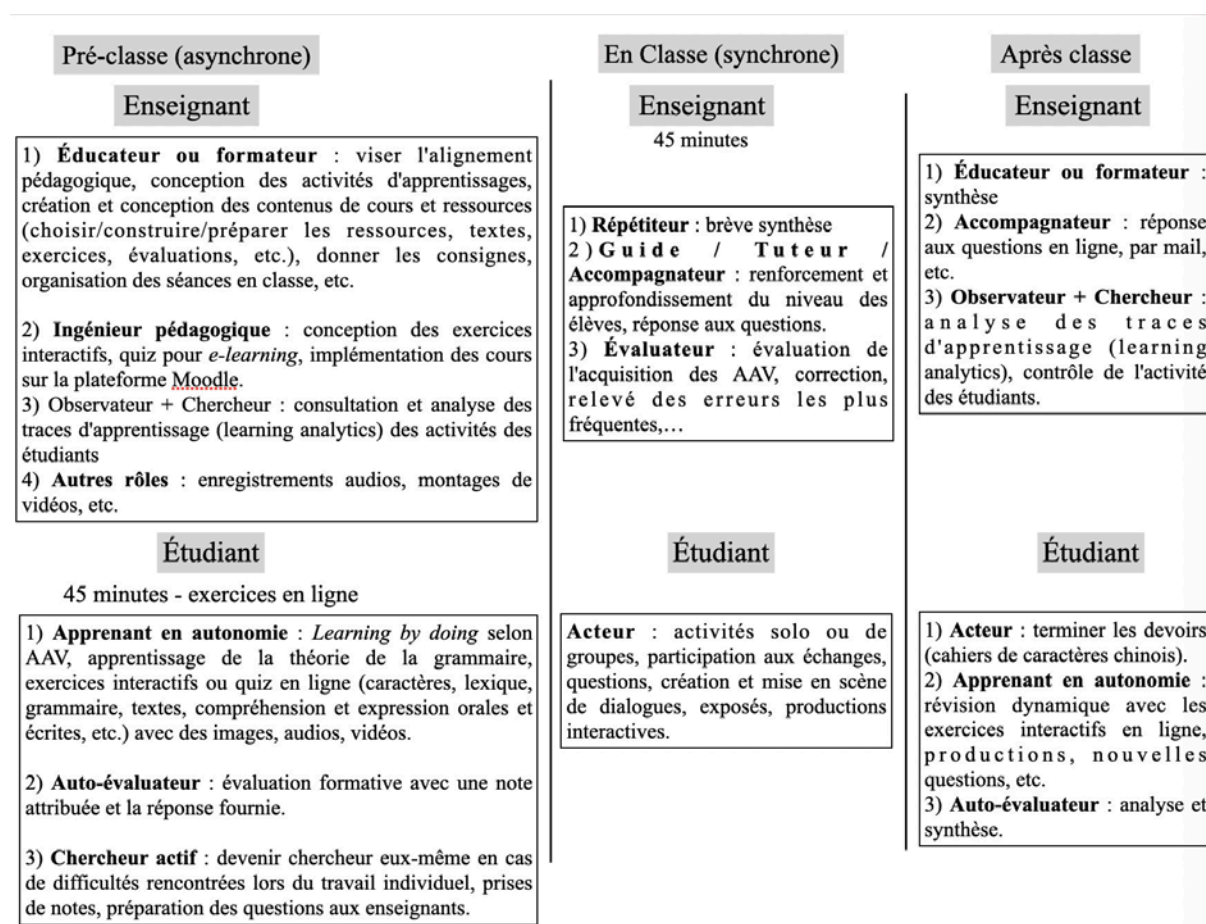 Pré-classe (asynchrone)
Enseignant
1) Éducateur ou formateur : viser l'alignement
pédagogique, conception des activités d'apprentissages,
création et conception des contenus de cours et ressources
(choisir/construire/préparer les ressources, textes,
exercices, évaluations, etc.), donner les consignes,
organisation des séances en classe, etc.
2) Ingénieur pédagogique : conception des exercices
interactifs, quiz pour e-learning, implémentation des cours
sur la plateforme Moodle.
3) Observateur + Chercheur : consultation et analyse des
traces d'apprentissage (learning analytics) des activités des
étudiants
4) Autres rôles : enregistrements audios, montages de
vidéos, etc.
Étudiant
45 minutes - exercices en ligne
1) Apprenant en autonomie : Learning by doing selon
AAV, apprentissage de la théorie de la grammaire,
exercices interactifs ou quiz en ligne (caractères, lexique,
grammaire, textes, compréhension et expression orales et
écrites, etc.) avec des images, audios, vidéos.
2) Auto-évaluateur : évaluation formative avec une note
attribuée et la réponse fournie.
3) Chercheur actif : devenir chercheur eux-même en cas
de difficultés rencontrées lors du travail individuel, prises
de notes, préparation des questions aux enseignants.
En Classe (synchrone)
Enseignant
45 minutes
1) Répétiteur : brève synthèse
2) Guide / Tuteur /
Accompagnateur : renforcement et
approfondissement du niveau des
élèves, réponse aux questions.
3) Évaluateur : évaluation de
l'acquisition des AAV, correction,
relevé des erreurs les plus
fréquentes,…
Étudiant
Acteur : activités solo ou de
groupes, participation aux échanges,
questions, création et mise en scène
de dialogues, exposés, productions
interactives.
Après classe
Enseignant
1) Éducateur ou formateur :
synthèse
2) Accompagnateur : réponse
aux questions en ligne, par mail,
etc.
3) Observateur + Chercheur :
analyse des traces
d'apprentissage (learning
analytics), contrôle de l'activité
des étudiants.
Étudiant
1) Acteur : terminer les devoirs
(cahiers de caractères chinois).
2) Apprenant en autonomie :
révision dynamique avec les
exercices interactifs en ligne,
productions, nouvelles
questions, etc.
3) Auto-évaluateur : analyse et
synthèse.